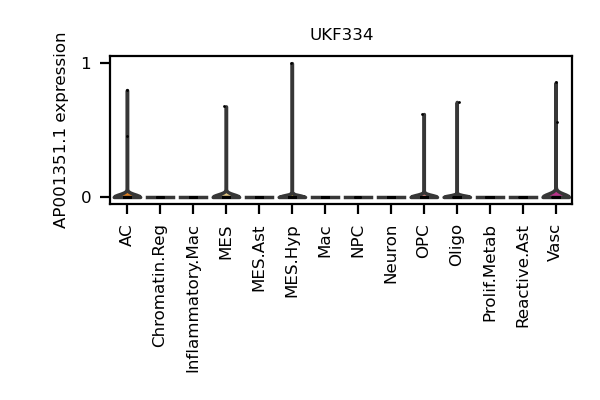 UKF334
AP001351.1 expression
1
0
AC
Chromatin.Reg
Inflammatory.Mac
MES
MES.Ast
MES.Hyp
Mac
NPC
Neuron
OPC
Oligo
Prolif.Metab
Reactive.Ast
Vasc